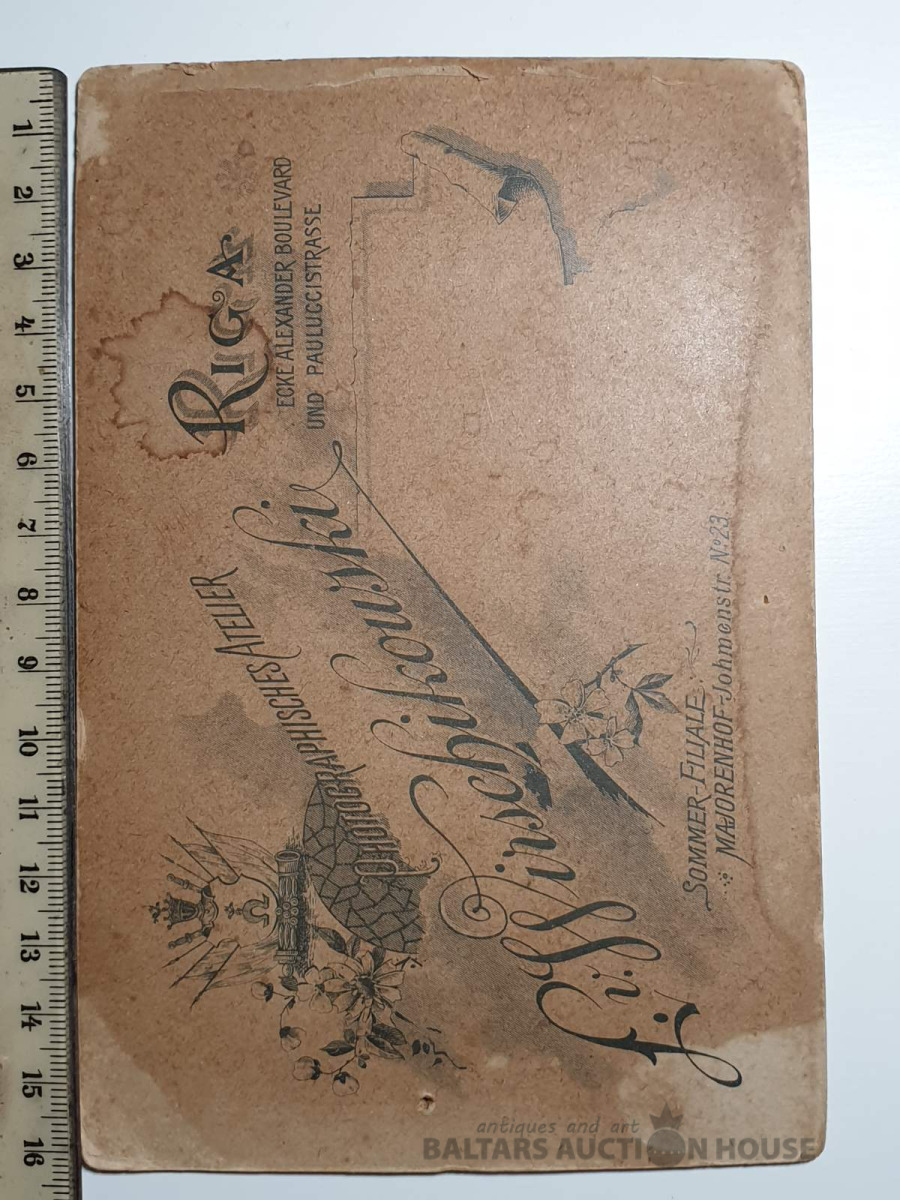 PHOTOGRAPHISCHES ATELIER
RIGA
ECKE ALEXANDER BOULEVARD
UND PAULUCCISTRASSE
SOMMER-FILIALE
MAJORENHOF-Johmenstr. No 23.
antiques and art
BALTARS AUCTION HOUSE
1
2
3
4
5
6
7
8
9
10
11
12
13
14
15
16